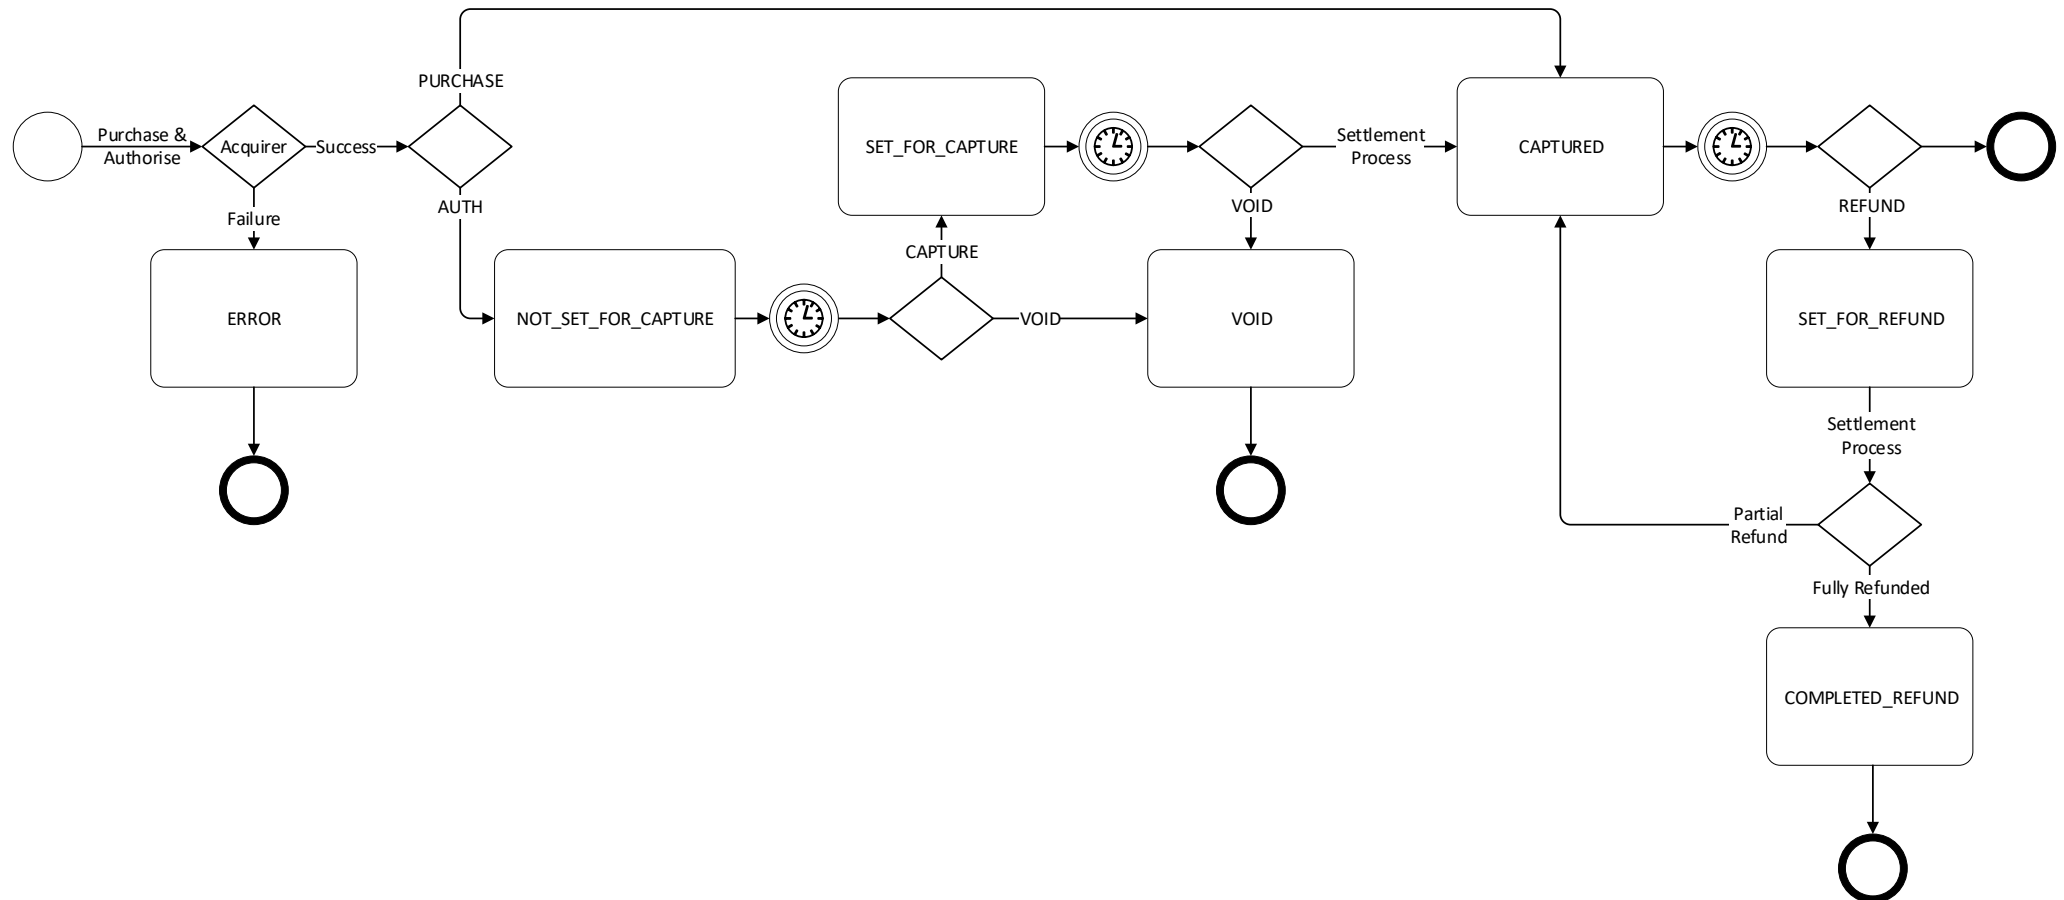 PURCHASE
Purchase &
Authorise
Acquirer
Success
SET_FOR_CAPTURE
Settlement
Process
CAPTURED
Failure
AUTH
VOID
REFUND
CAPTURE
ERROR
NOT_SET_FOR_CAPTURE
VOID
VOID
SET_FOR_REFUND
Settlement
Process
Partial
Refund
Fully Refunded
COMPLETED_REFUND